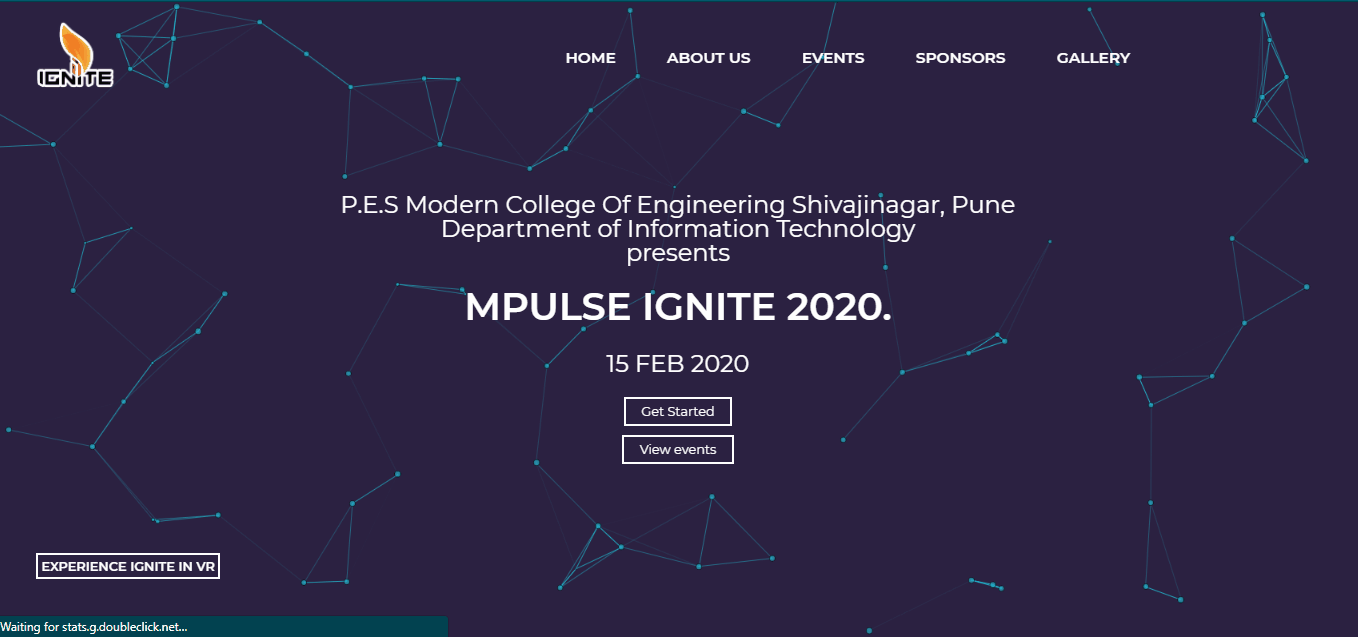 IGNITE
HOME ABOUT US EVENTS SPONSORS GALLERY
P.E.S Modern College Of Engineering Shivajinagar, Pune
Department of Information Technology
presents
MPULSE IGNITE 2020.
15 FEB 2020
Get Started
View events
EXPERIENCE IGNITE IN VR
Waiting for stats.g.doubleclick.net...